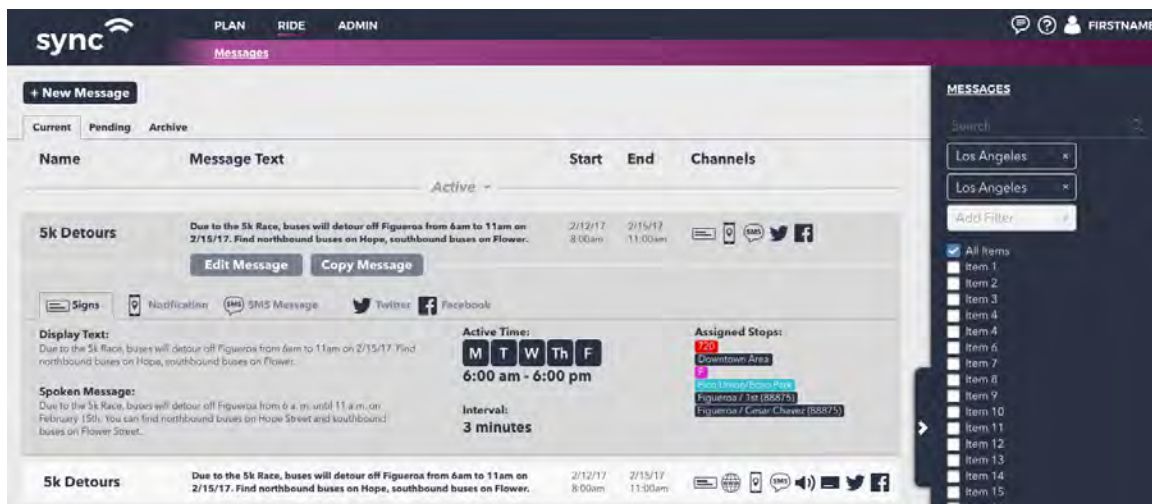 sync
PLAN RIDE ADMIN
FIRSTNAME
Messages
+ New Message
Current Pending Archive
Name Message Text Start End Channels
Active
5k Detours
Due to the 5k Race, buses will detour off Figueroa from 6am to 11am on
2/15/17. Find northbound buses on Hope, southbound buses on Flower.
2/12/17
8:00am
2/15/17
11:00am
SMS
Edit Message Copy Message
Signs Notification SMS SMS Message Twitter Facebook
Display Text:
Due to the 5k Race, buses will detour off Figueroa from 6am to 11am on 2/15/17. Find
northbound buses on Hope, southbound buses on Flower.
Spoken Message:
Due to the 5k Race, buses will detour off Figueroa from 6 a.m. until 11 a.m. on
February 15th. You can find northbound buses on Hope Street and southbound
buses on Flower Street.
Active Time:
M T W Th F
6:00 am - 6:00 pm
Interval:
3 minutes
Assigned Stops:
720
Downtown Area
F
Pico Union/Echo Park
Figueroa / 1st (88875)
Figueroa / Cesar Chavez (88875)
5k Detours
Due to the 5k Race, buses will detour off Figueroa from 6am to 11am on
2/15/17. Find northbound buses on Hope, southbound buses on Flower.
2/12/17
8:00am
2/15/17
11:00am
SMS
MESSAGES
Search
Los Angeles ×
Los Angeles ×
Add Filter
All Items
Item 1
Item 2
Item 3
Item 4
Item 4
Item 6
Item 7
Item 8
Item 9
Item 10
Item 11
Item 12
Item 13
Item 14
Item 15